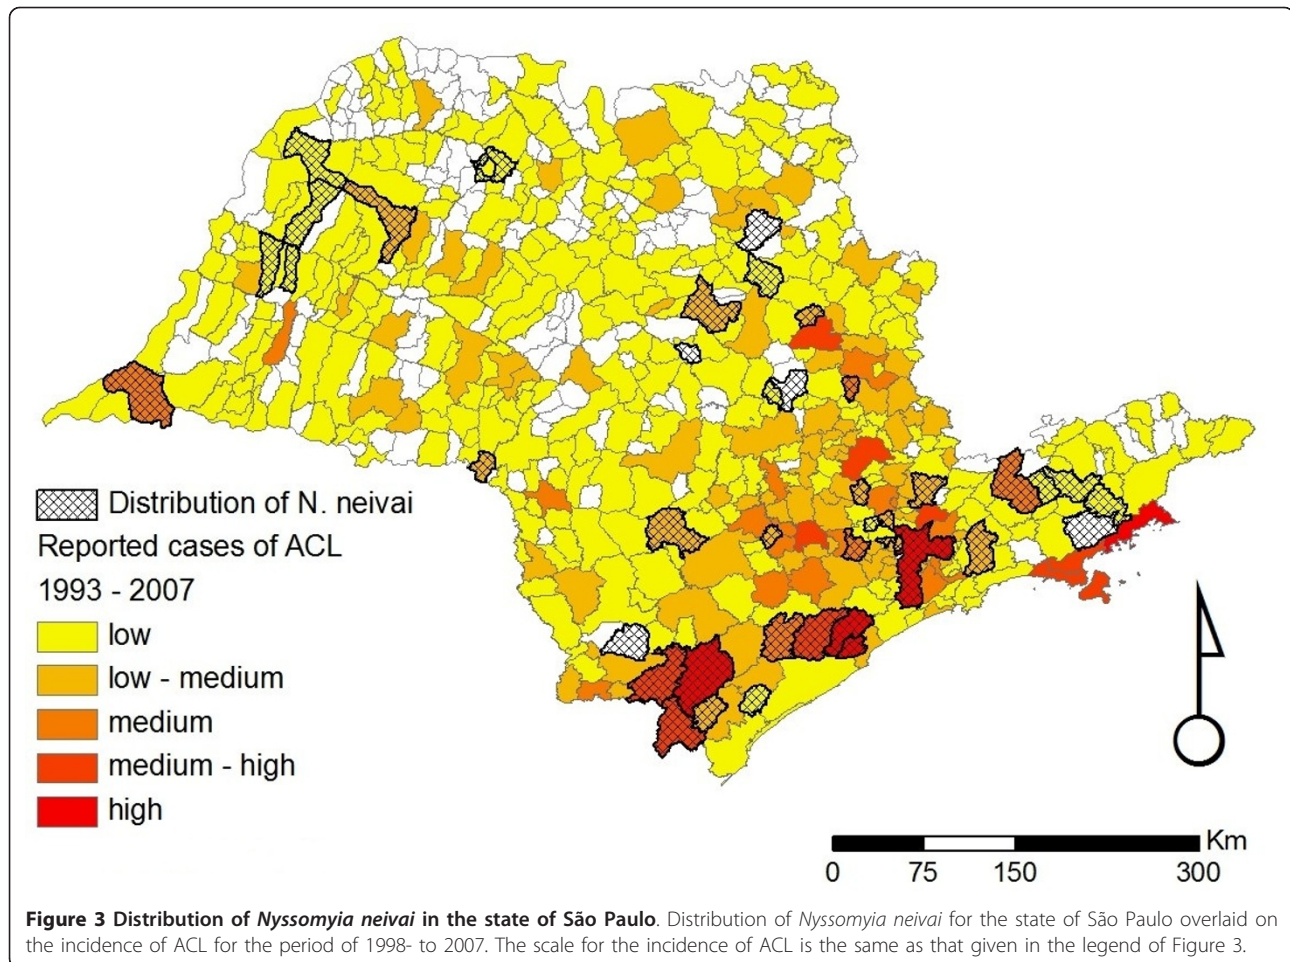 Distribution of N. neivai
Reported cases of ACL
1993 - 2007
low
low - medium
medium
medium - high
high
Km
0 75 150 300
Figure 3 Distribution of Nyssomyia neivai in the state of São Paulo. Distribution of Nyssomyia neivai for the state of São Paulo overlaid on
the incidence of ACL for the period of 1998- to 2007. The scale for the incidence of ACL is the same as that given in the legend of Figure 3.